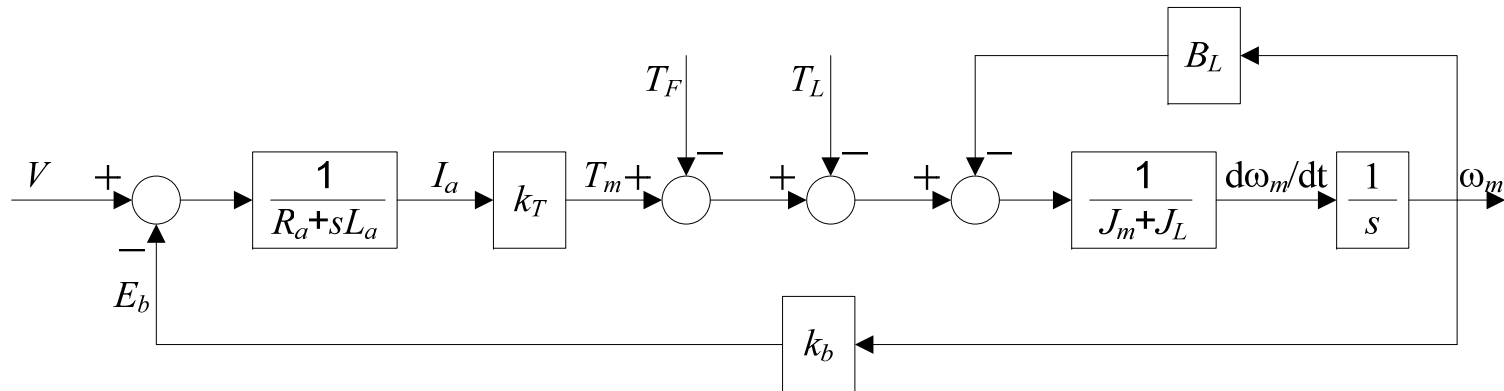 B_L
T_F
T_L
V
+
1
R_a+sL_a
I_a
k_T
T_m
+
−
+
−
+
−
1
J_m+J_L
dω_m/dt
1
s
ω_m
−
E_b
k_b